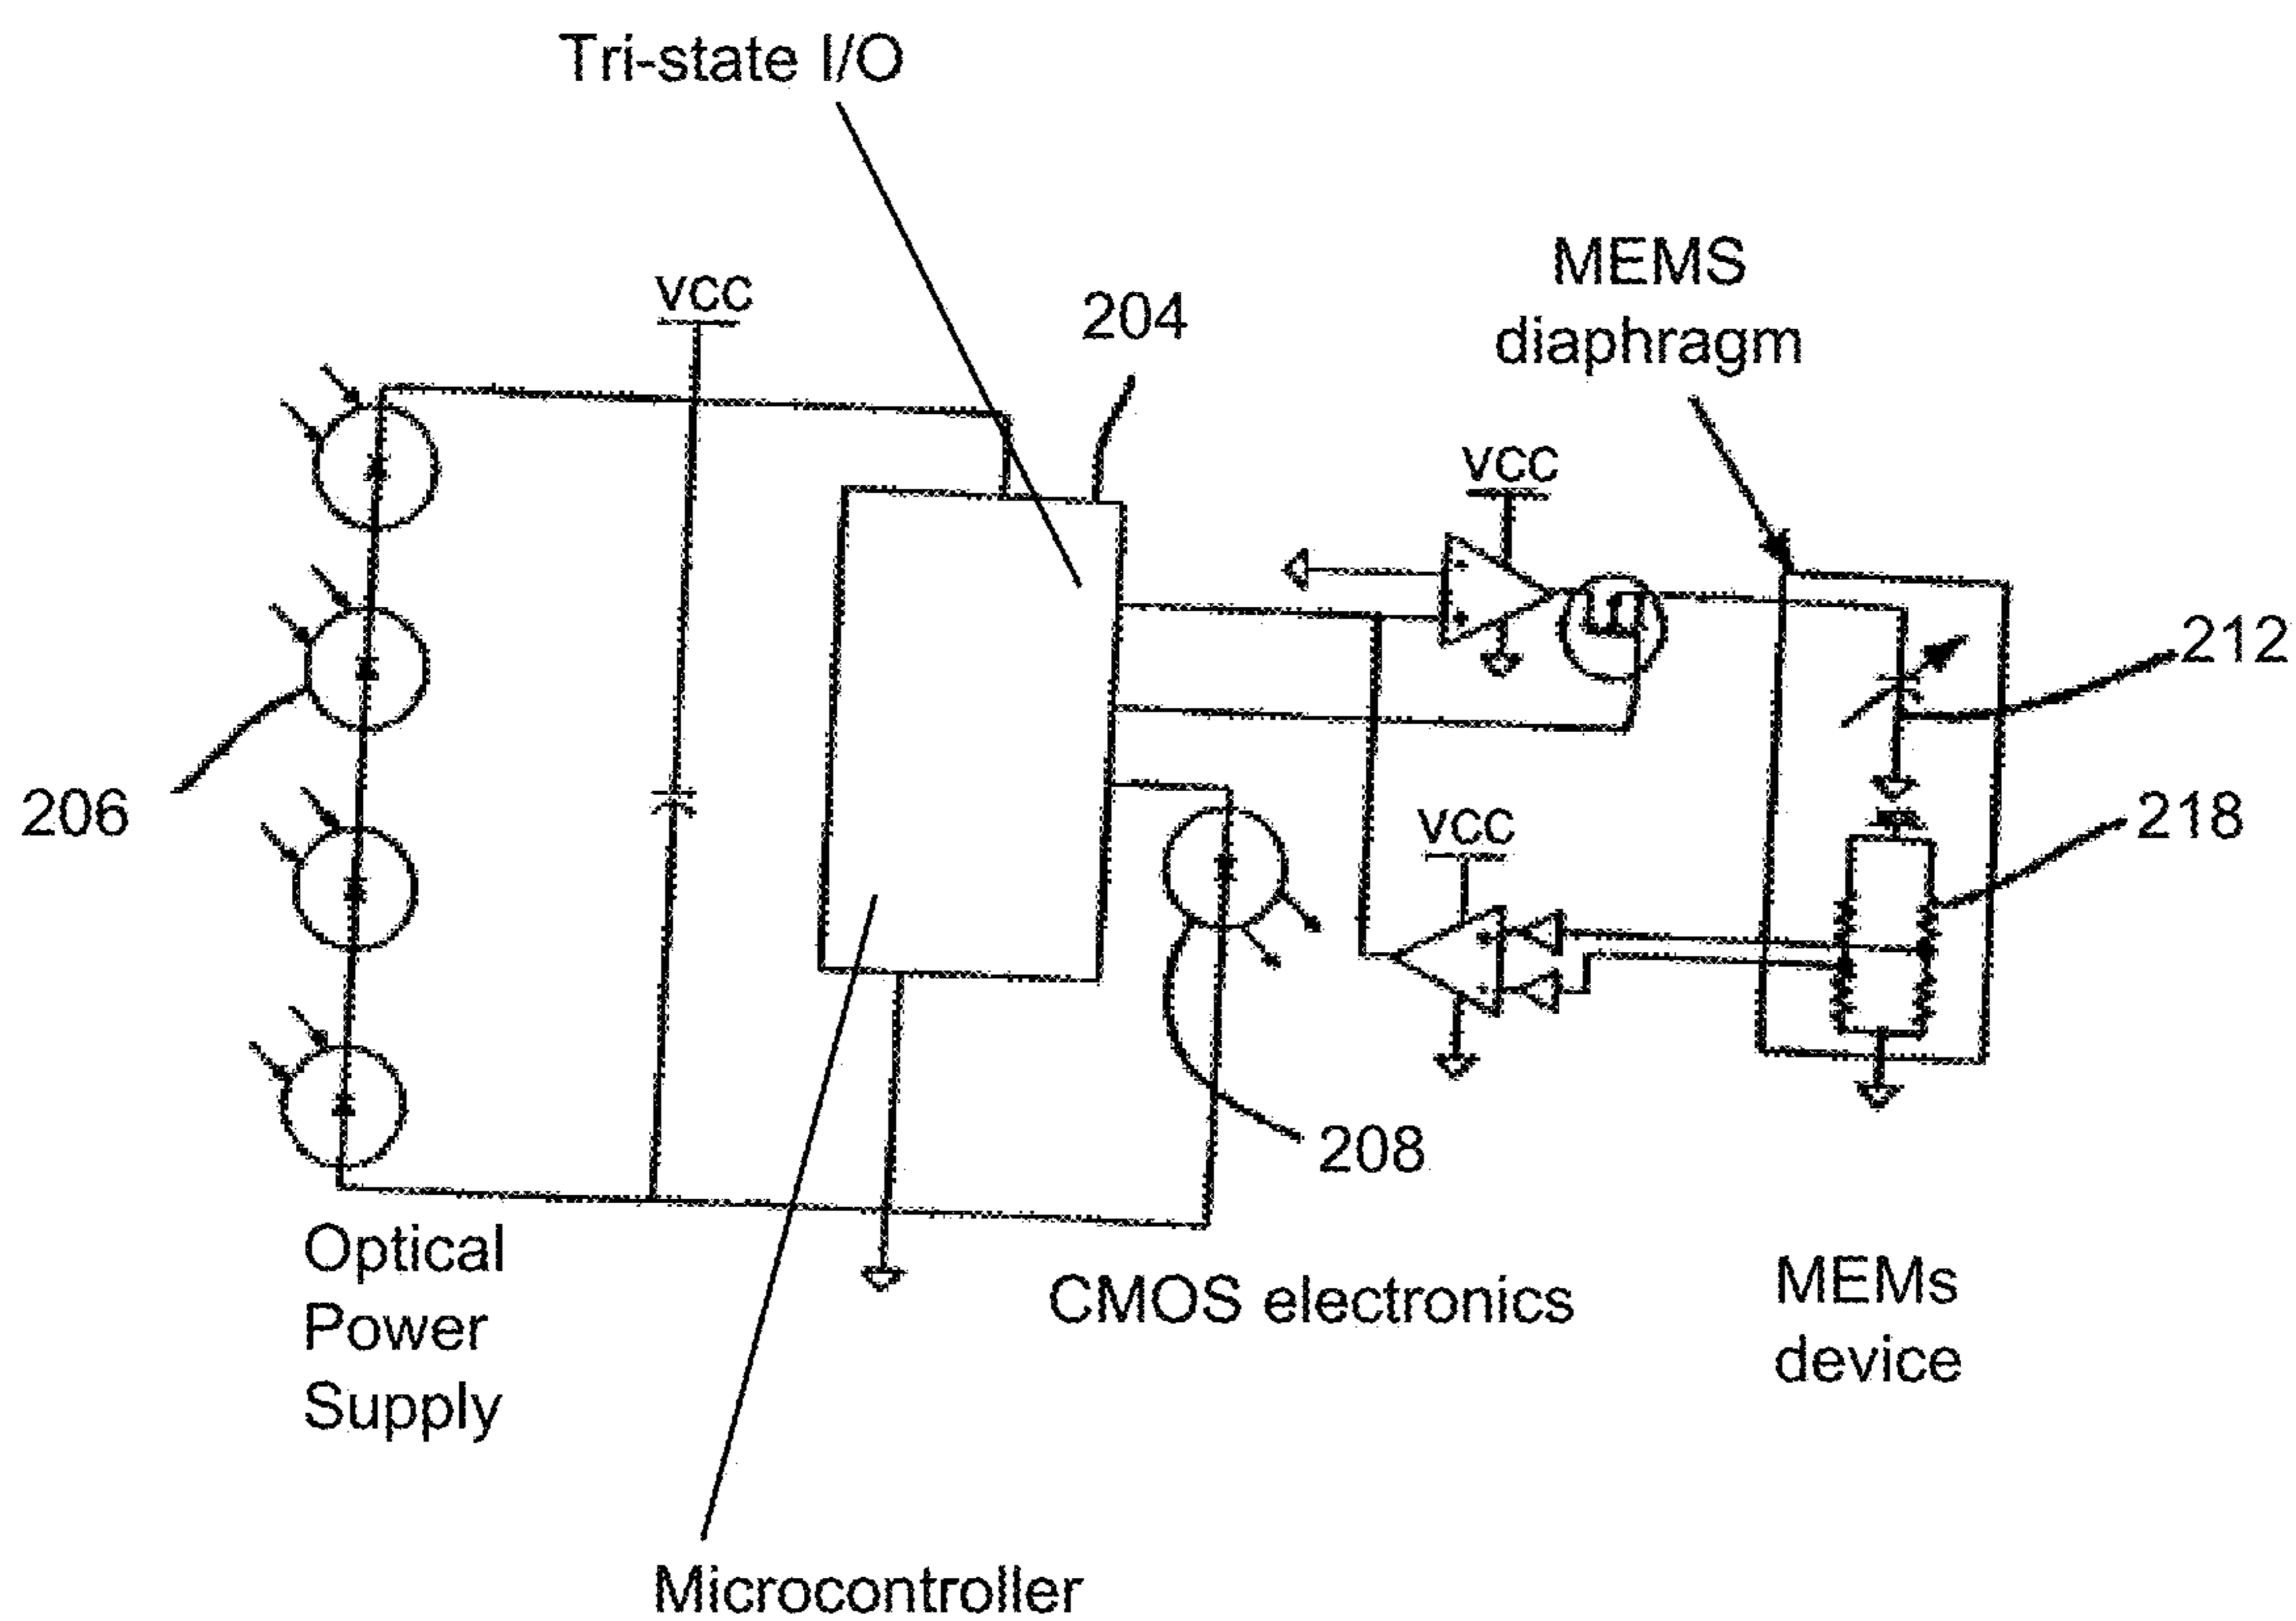 Tri-state I/O
vcc
204
MEMS
diaphragm
vcc
212
206
vcc
218
208
Optical
Power
Supply
CMOS electronics
MEMs
device
Microcontroller